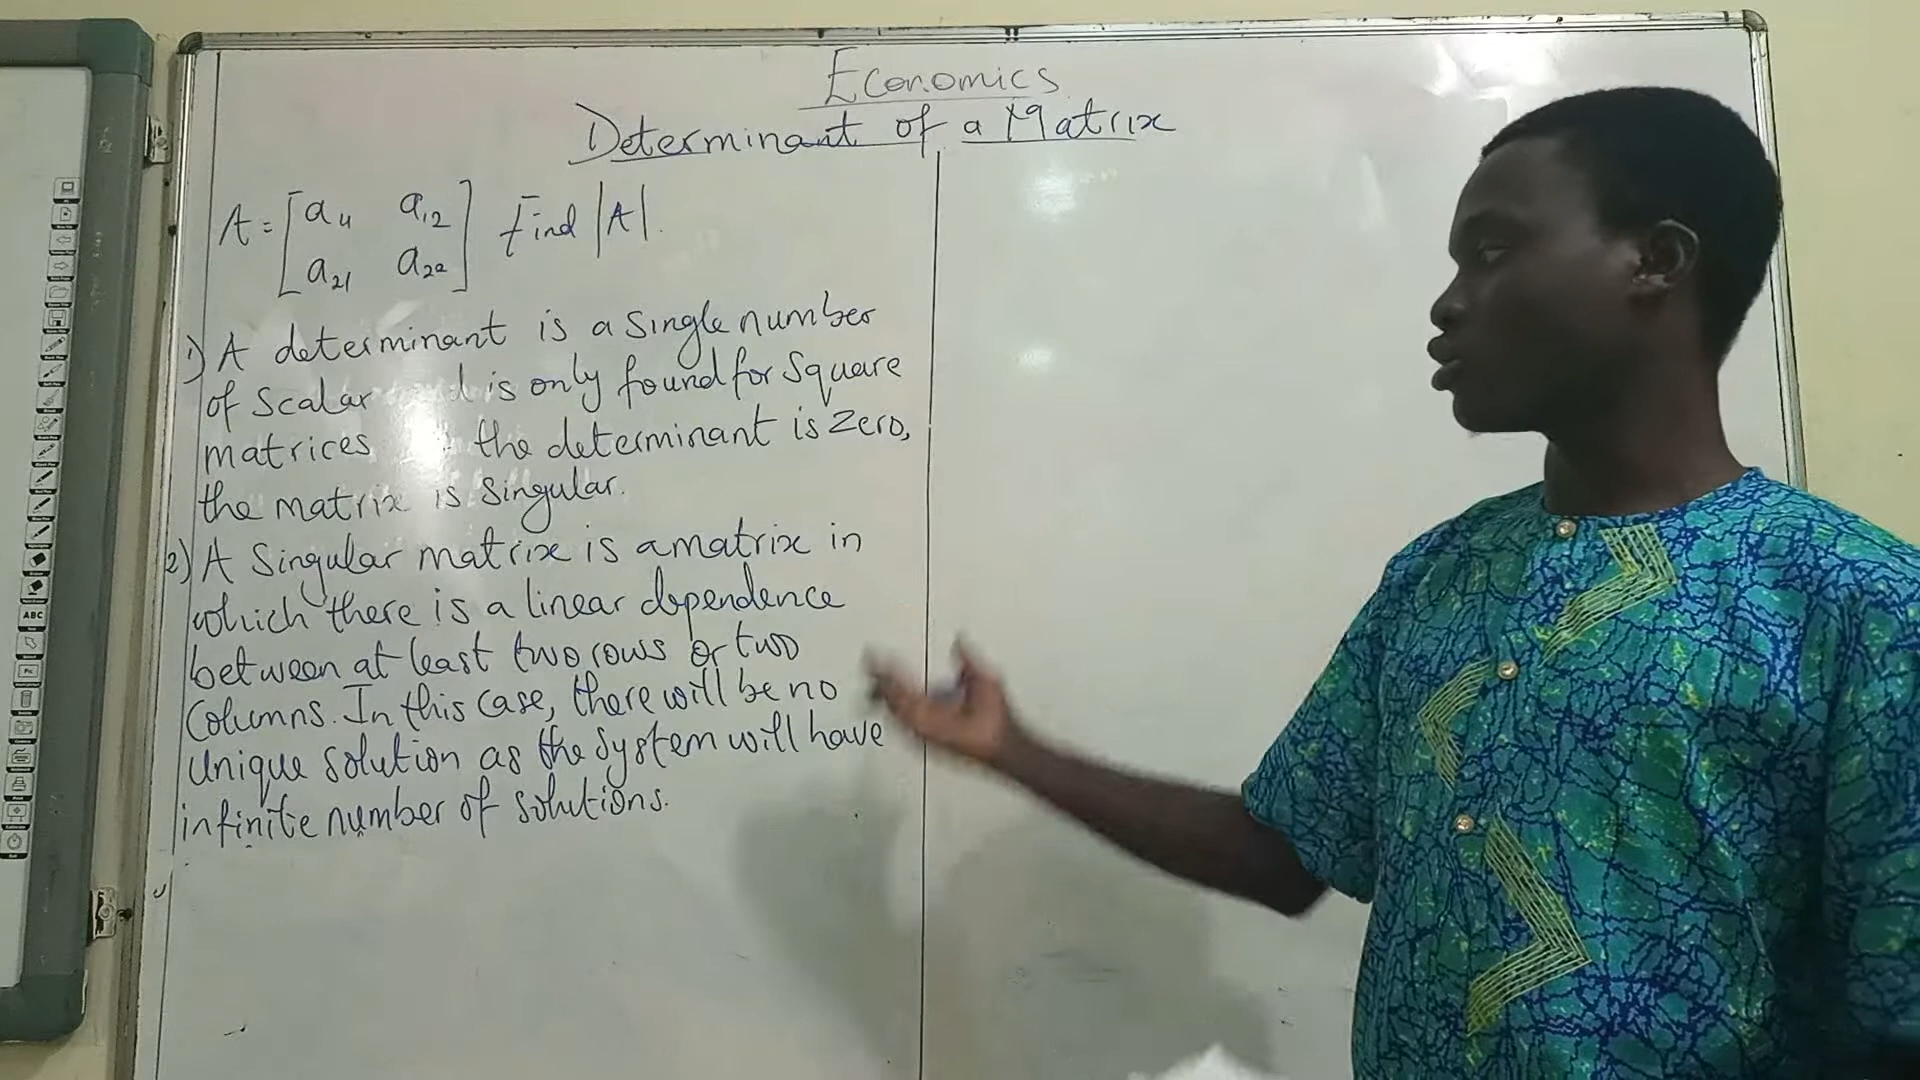 Economics
Determinant of a Matrix
A = [a11 a12
a21 a22] Find |A|.
1) A determinant is a single number
of scalar is only found for square
matrices the determinant is zero,
the matrix is singular.
2) A singular matrix is a matrix in
which there is a linear dependence
between at least two rows or two
columns. In this case, there will be no
unique solution as the system will have
infinite number of solutions.
ABC